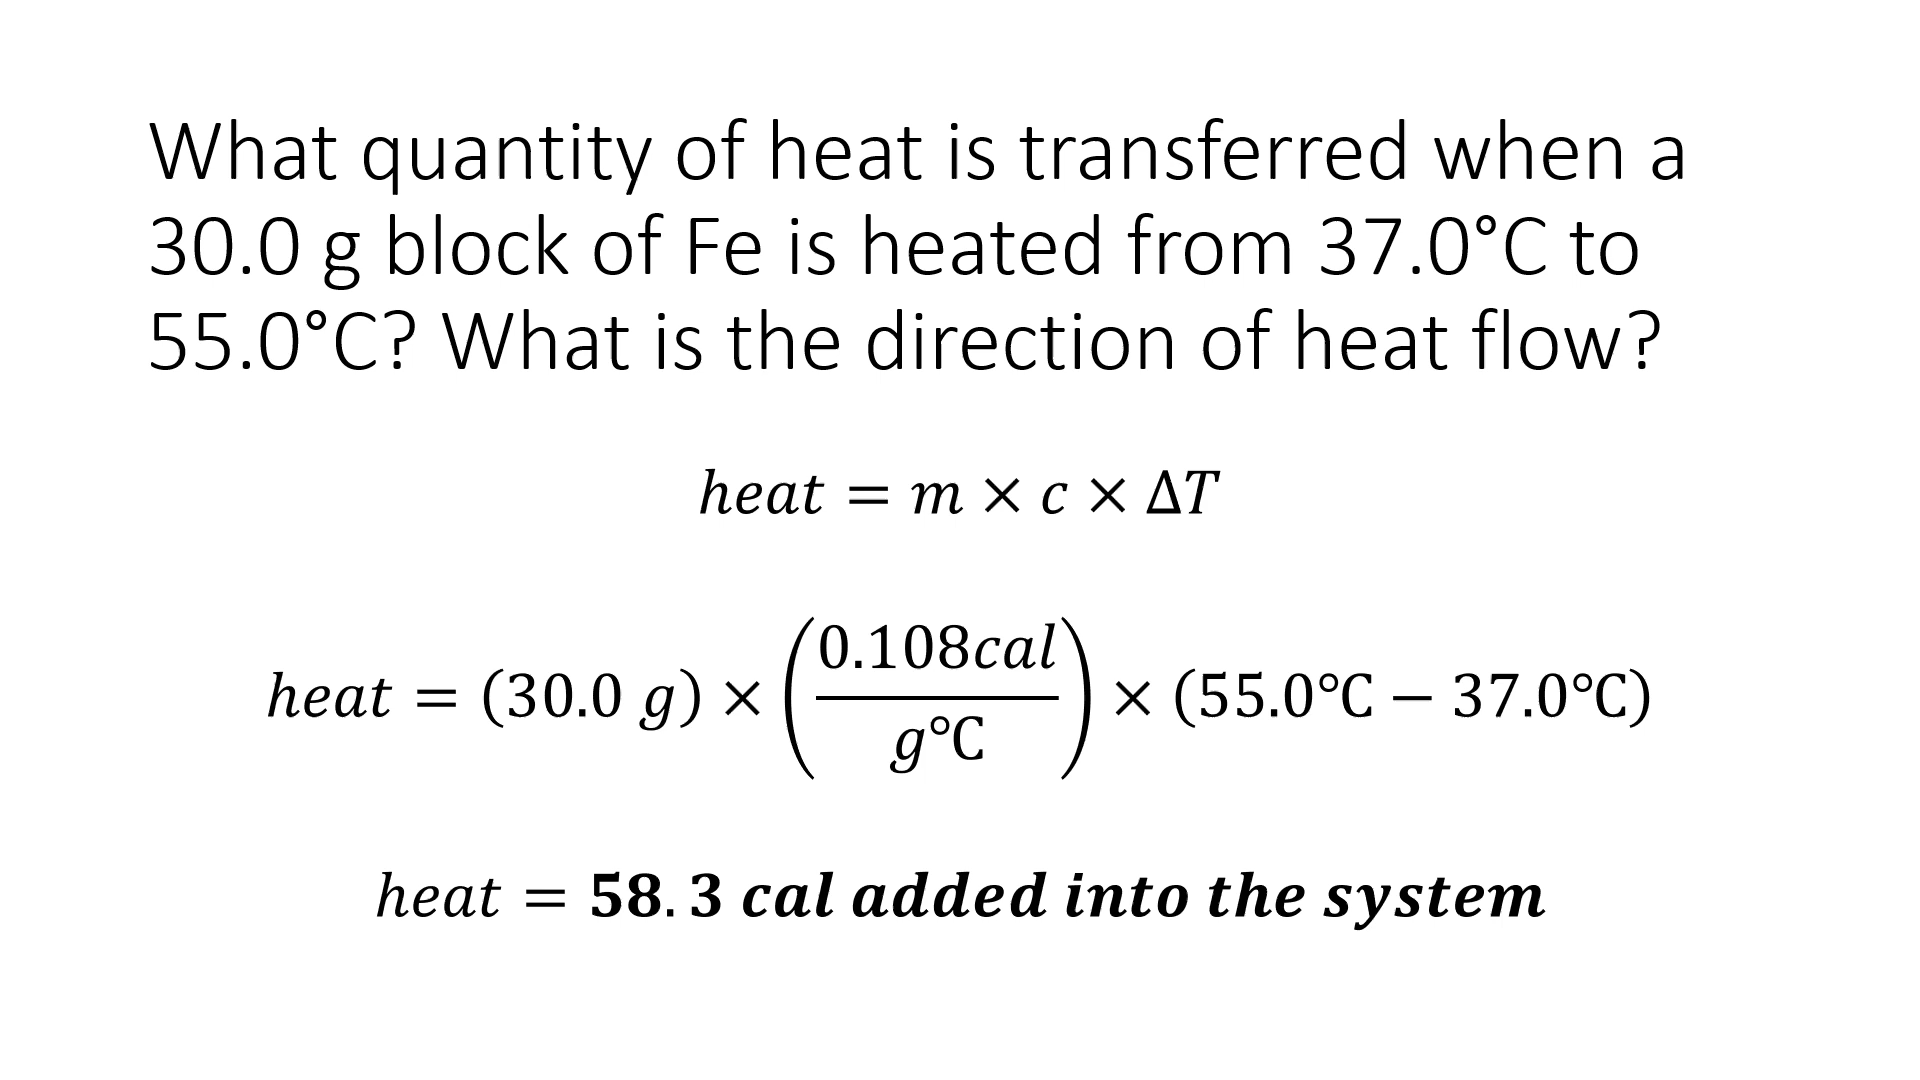 What quantity of heat is transferred when a
30.0 g block of Fe is heated from 37.0°C to
55.0°C? What is the direction of heat flow?
heat = m × c × ΔT
heat = (30.0 g) × (0.108cal / g°C) × (55.0°C − 37.0°C)
heat = 58.3 cal added into the system